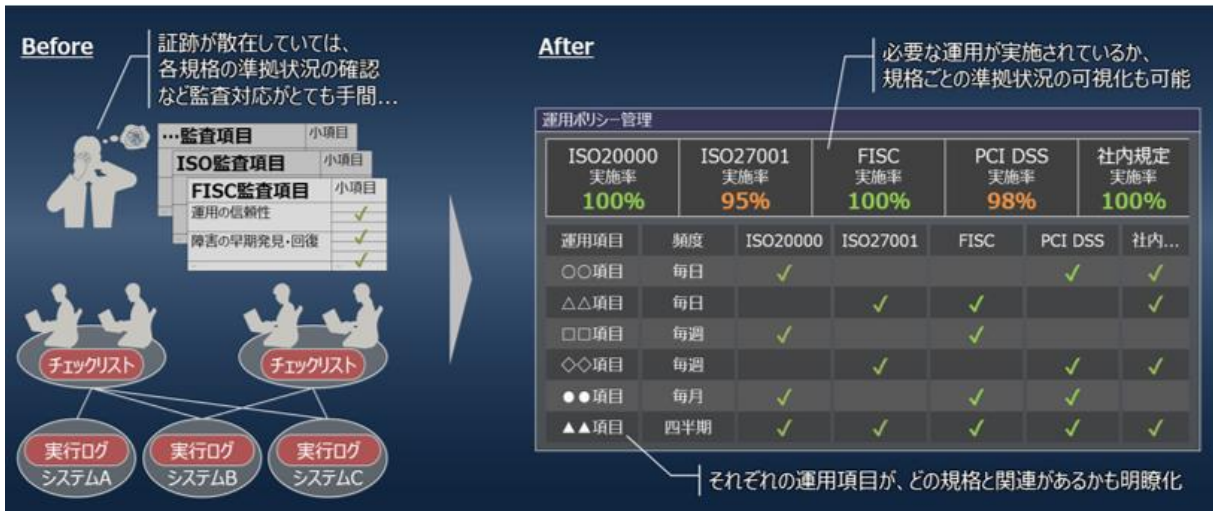 Before
証跡が散在していては、
各規格の準拠状況の確認
など監査対応がとても手間…
…監査項目 小項目
ISO監査項目 小項目
FISC監査項目 小項目
運用の信頼性 ✓
障害の早期発見・回復 ✓
✓
チェックリスト チェックリスト
実行ログ 実行ログ 実行ログ
システムA システムB システムC
After
必要な運用が実施されているか、
規格ごとの準拠状況の可視化も可能
運用ポリシー管理
ISO20000 ISO27001 FISC PCI DSS 社内規定
実施率 実施率 実施率 実施率 実施率
100% 95% 100% 98% 100%
運用項目 頻度 ISO20000 ISO27001 FISC PCI DSS 社内...
○○項目 毎日 ✓ ✓ ✓
△△項目 毎日 ✓ ✓ ✓
□□項目 毎週 ✓ ✓
◇◇項目 毎週 ✓ ✓ ✓
●●項目 毎月 ✓ ✓ ✓
▲▲項目 四半期 ✓ ✓ ✓ ✓ ✓
それぞれの運用項目が、どの規格と関連があるかも明瞭化